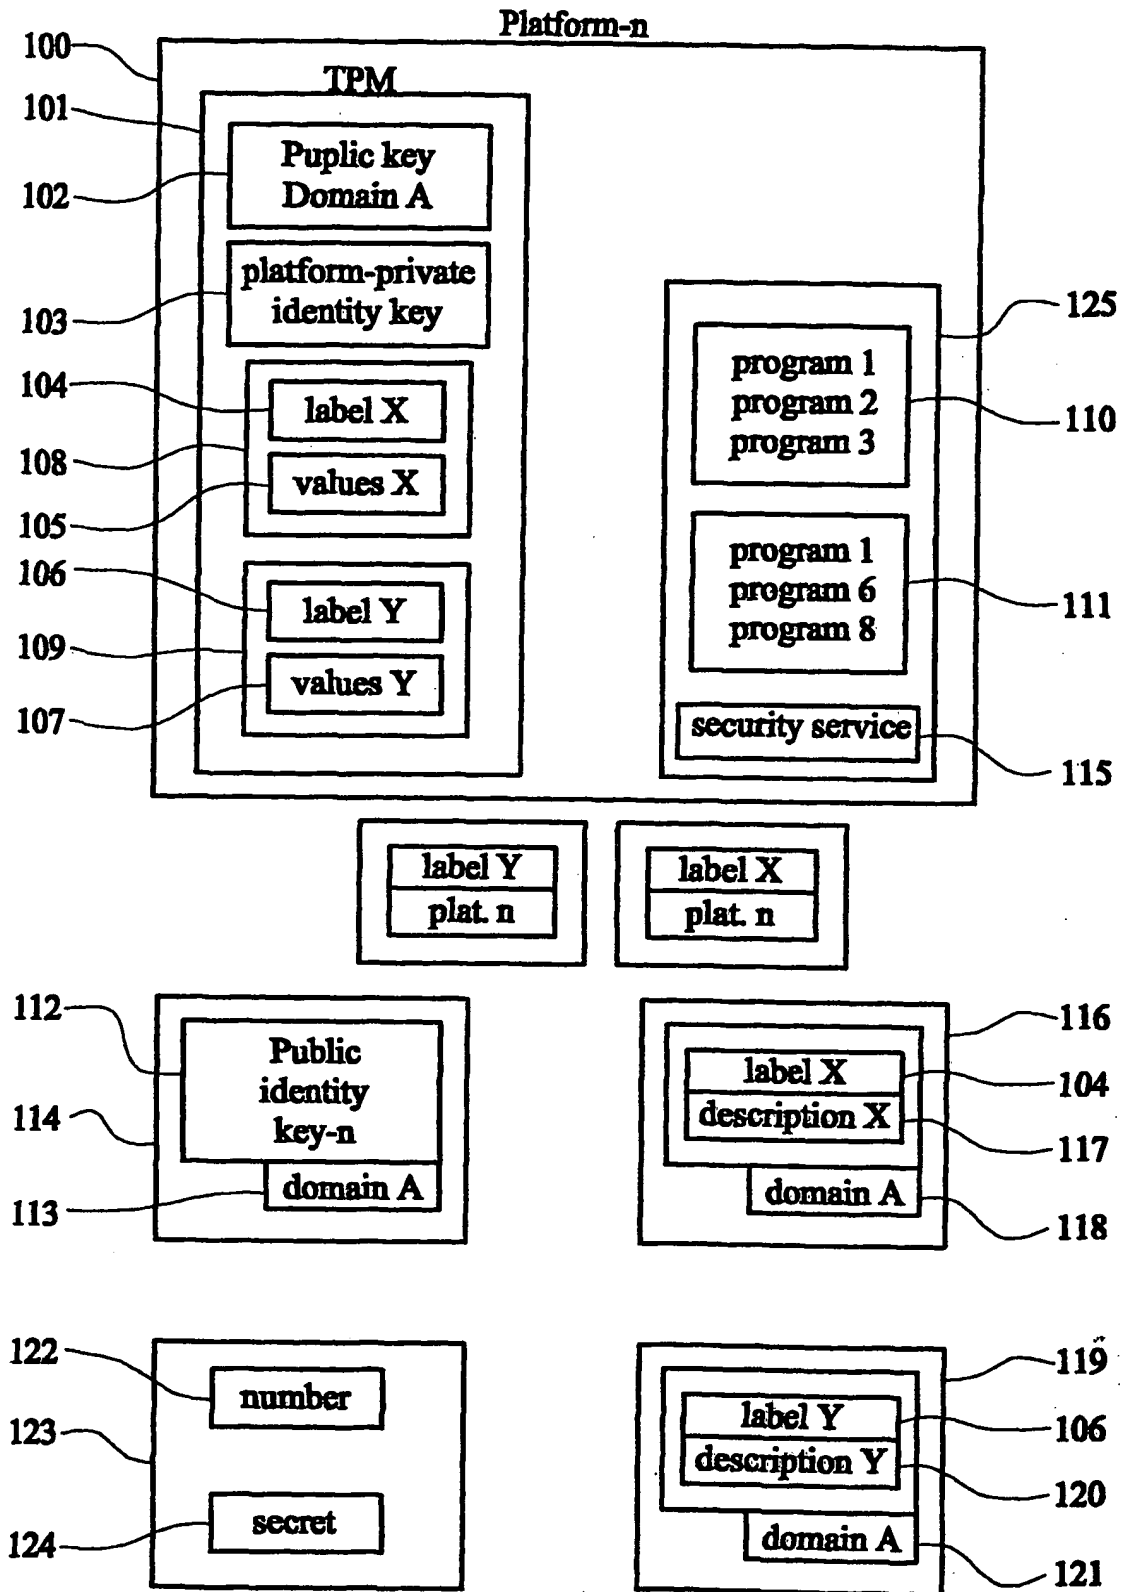 Platform-n
100
TPM
101
Puplic key
Domain A
102
platform-private
identity key
103
104
label X
108
values X
105
106
label Y
109
values Y
107
125
program 1
program 2
program 3
110
program 1
program 6
program 8
111
security service
115
label Y
plat. n
label X
plat. n
112
Public
identity
key-n
114
domain A
113
116
label X
104
description X
117
domain A
118
122
number
123
secret
124
119
label Y
106
description Y
120
domain A
121